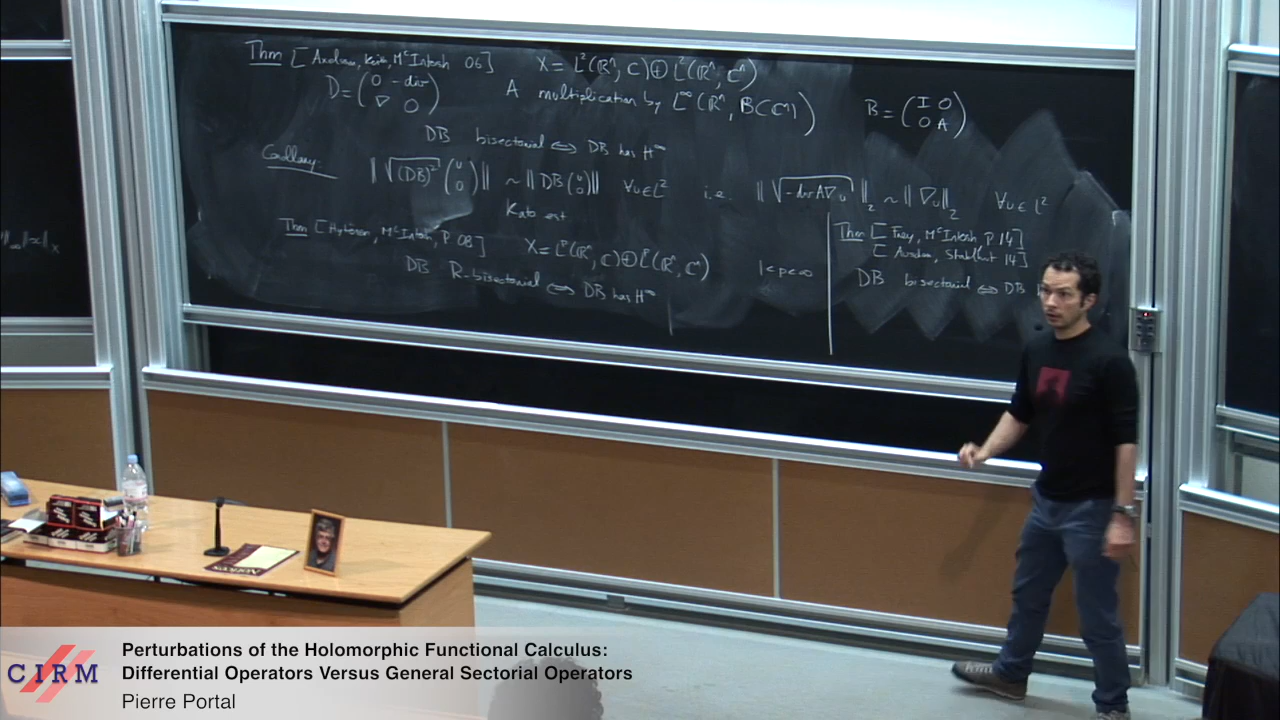 Thm [Axelsson, Keith, McIntosh 06] X = L²(ℝⁿ, ℂ) ⊕ L²(ℝⁿ, ℂⁿ)
D = (0 -div ∇ 0) A multiplication by L^∞(ℝⁿ, B(ℂⁿ)) B = (I 0 0 A)
DB bisectorial ⇔ DB has H^∞
Corollary:
‖√(DB)² (u 0)‖ ~ ‖DB (u 0)‖ ∀u∈L² i.e. ‖√-div A∇ u‖₂ ~ ‖∇u‖₂ ∀u∈L²
Kato est
Thm [Hytönen, McIntosh, P 08] X = L^p(ℝⁿ, ℂ) ⊕ L^p(ℝⁿ, ℂⁿ) 1<p<∞
DB R-bisectorial ⇔ DB has H^∞
Thm [Frey, McIntosh, P 14]
[Auscher, Stahlhut 14]
DB bisectorial ⇔ DB
‖x‖_X
CIRM
Perturbations of the Holomorphic Functional Calculus:
Differential Operators Versus General Sectorial Operators
Pierre Portal